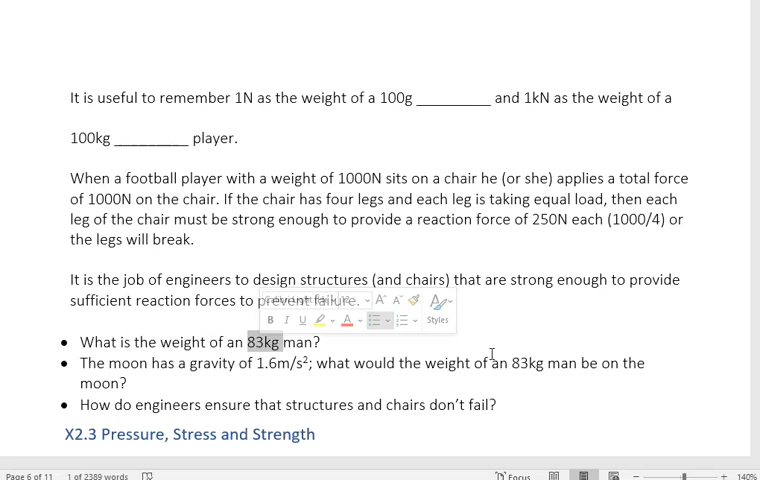 It is useful to remember 1N as the weight of a 100g __________ and 1kN as the weight of a
100kg __________ player.
When a football player with a weight of 1000N sits on a chair he (or she) applies a total force
of 1000N on the chair. If the chair has four legs and each leg is taking equal load, then each
leg of the chair must be strong enough to provide a reaction force of 250N each (1000/4) or
the legs will break.
It is the job of engineers to design structures (and chairs) that are strong enough to provide
sufficient reaction forces to prevent failure.
A A A
B I U A Styles
• What is the weight of an 83kg man?
• The moon has a gravity of 1.6m/s²; what would the weight of an 83kg man be on the
moon?
• How do engineers ensure that structures and chairs don’t fail?
X2.3 Pressure, Stress and Strength
Page 6 of 11 1 of 2389 words Focus 140%